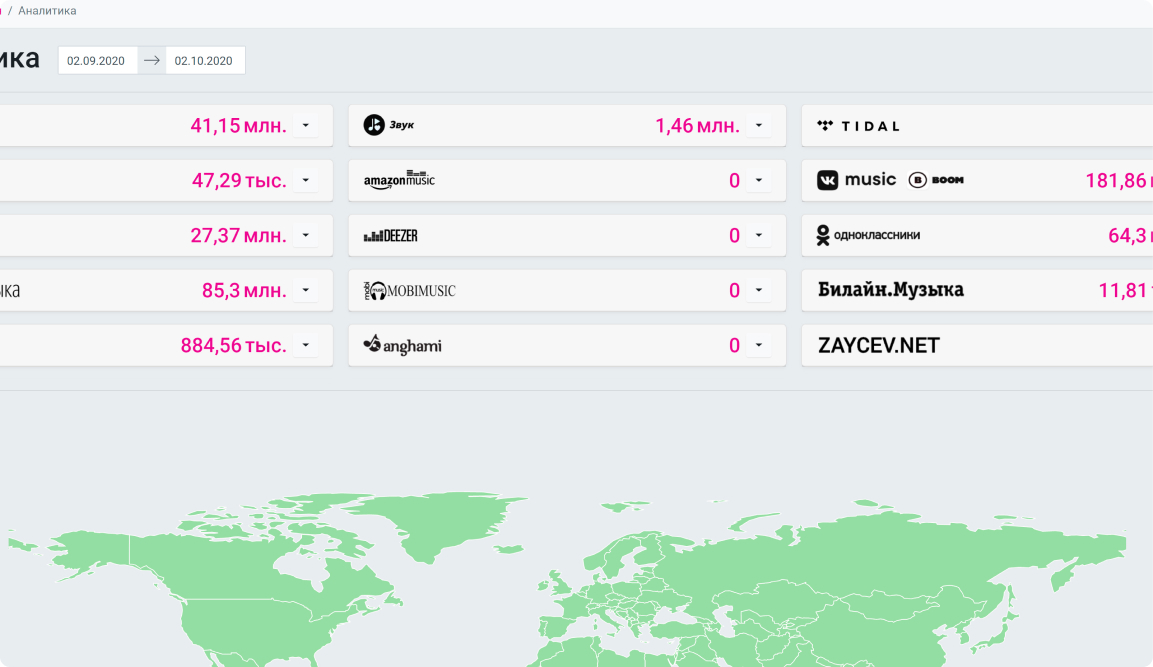 / Аналитика
ика 02.09.2020 → 02.10.2020
41,15 млн.
Звук 1,46 млн.
TIDAL
47,29 тыс.
amazon music 0
VK music B BOOM 181,86
27,37 млн.
DEEZER 0
одноклассники 64,3
ыка 85,3 млн.
MOBIMUSIC 0
Билайн.Музыка 11,81
884,56 тыс.
anghami 0
ZAYCEV.NET